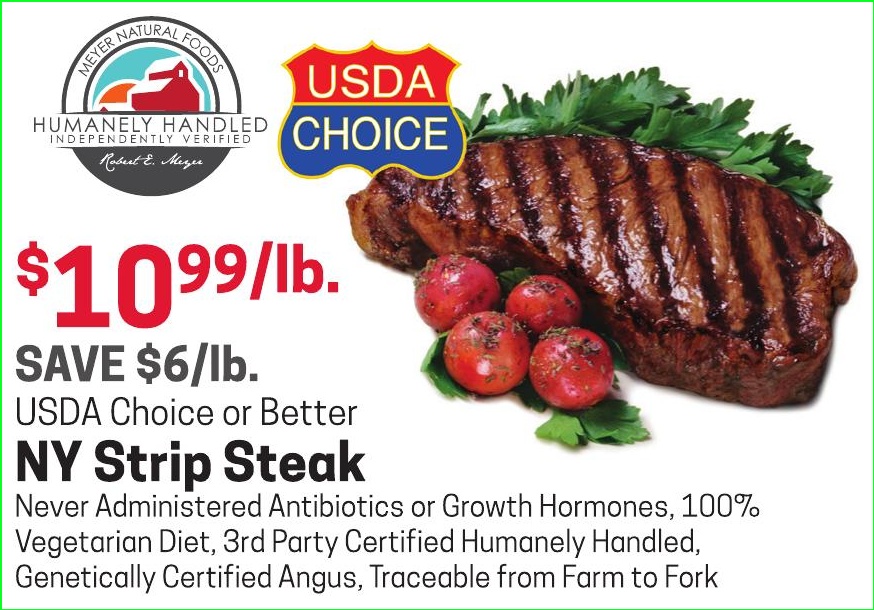 MEYER NATURAL FOODS
HUMANELY HANDLED
INDEPENDENTLY VERIFIED
Robert E. Meyer
USDA
CHOICE
$10.99/lb.
SAVE $6/lb.
USDA Choice or Better
NY Strip Steak
Never Administered Antibiotics or Growth Hormones, 100%
Vegetarian Diet, 3rd Party Certified Humanely Handled,
Genetically Certified Angus, Traceable from Farm to Fork